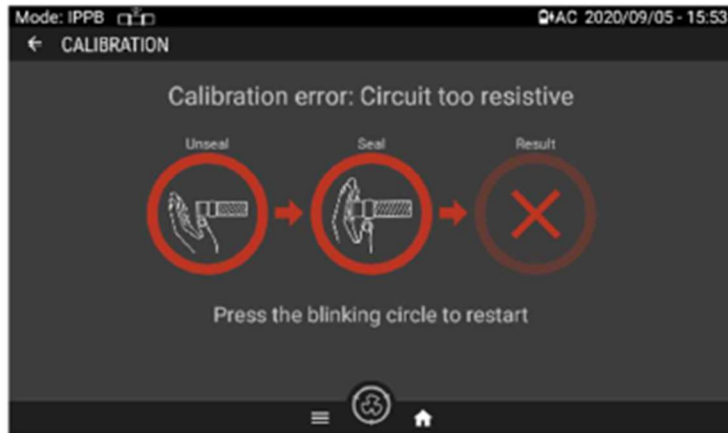 Mode: IPPB AC 2020/09/05 - 15:53
CALIBRATION
Calibration error: Circuit too resistive
Unseal Seal Result
Press the blinking circle to restart